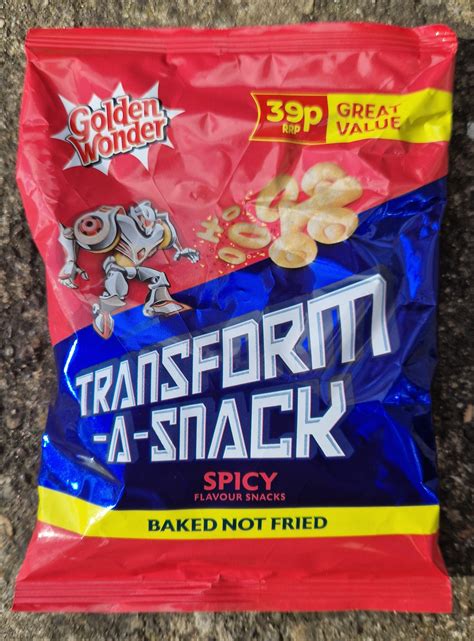 Golden
Wonder
39p
RRP
GREAT
VALUE
TRANSFORM
-A-SNACK
SPICY
FLAVOUR SNACKS
BAKED NOT FRIED